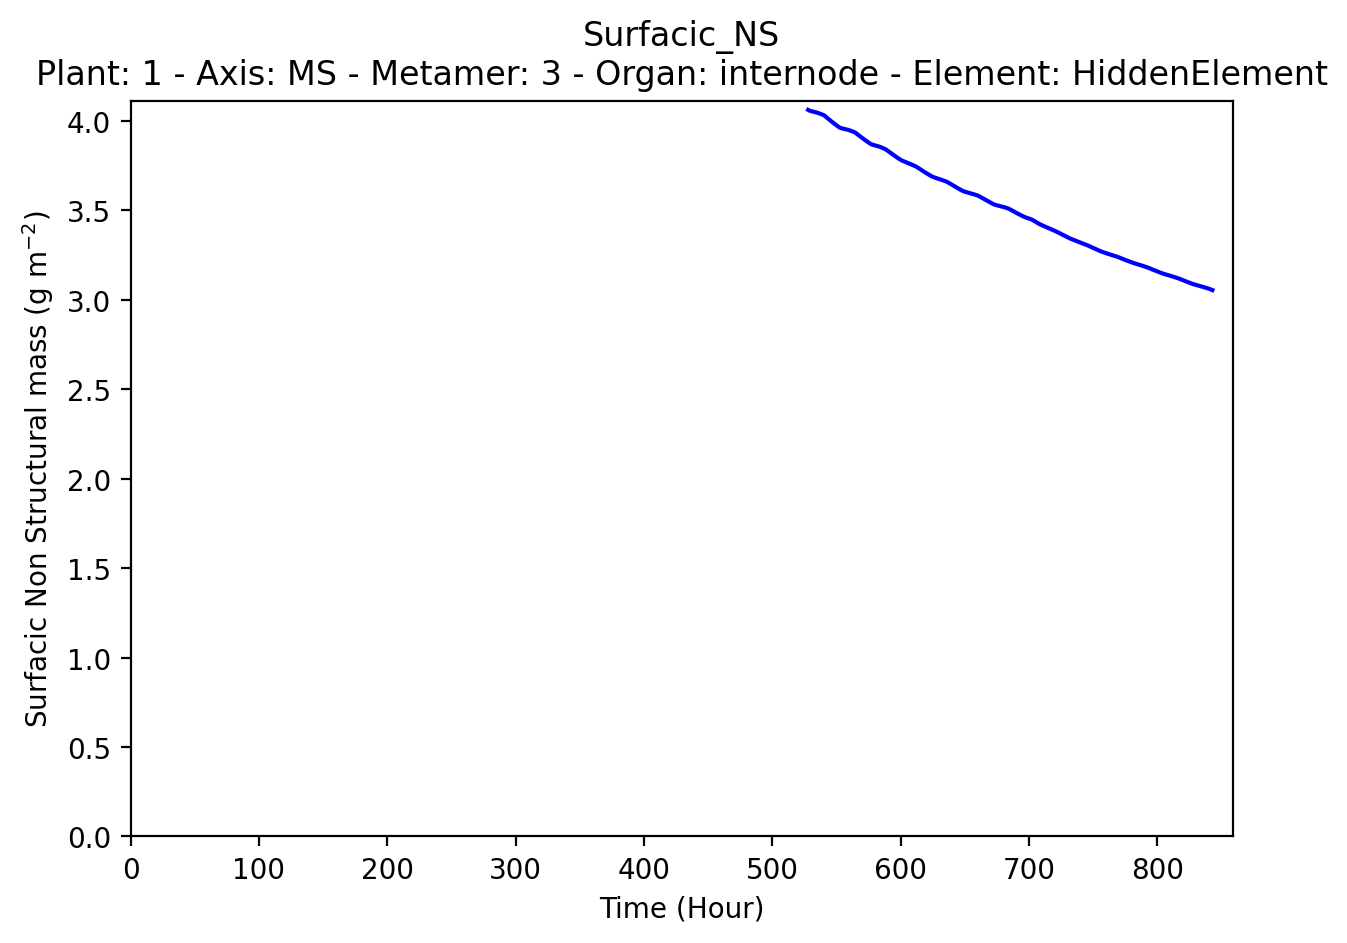 Surfacic_NS
Plant: 1 - Axis: MS - Metamer: 3 - Organ: internode - Element: HiddenElement
Surfacic Non Structural mass (g m⁻²)
4.0
3.5
3.0
2.5
2.0
1.5
1.0
0.5
0.0
0 100 200 300 400 500 600 700 800
Time (Hour)